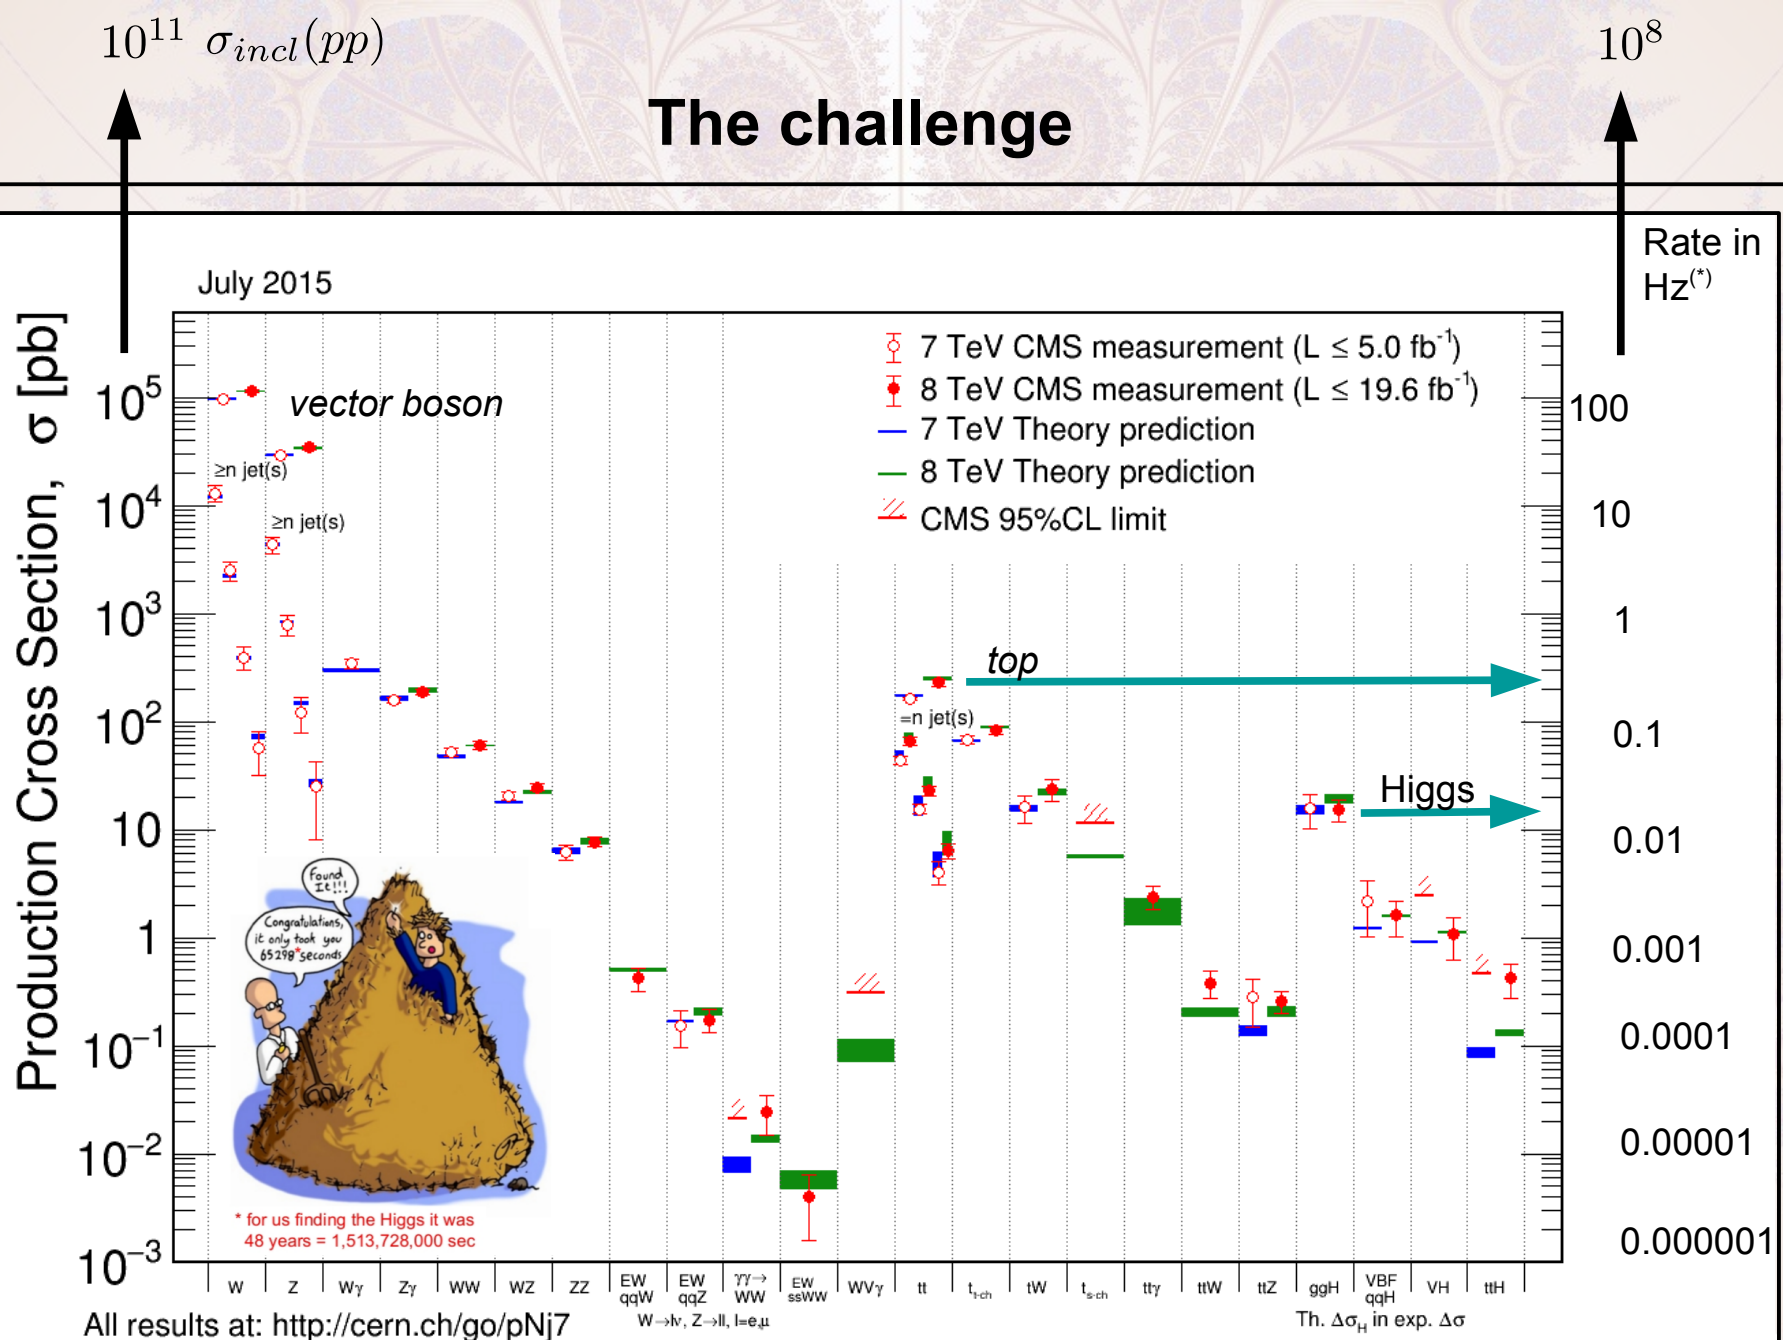 10¹¹ σ_incl(pp)
10⁸
The challenge
Rate in
Hz(*)
July 2015
Production Cross Section, σ [pb]
7 TeV CMS measurement (L ≤ 5.0 fb⁻¹)
8 TeV CMS measurement (L ≤ 19.6 fb⁻¹)
7 TeV Theory prediction
8 TeV Theory prediction
CMS 95%CL limit
vector boson
≥n jet(s)
≥n jet(s)
top
=n jet(s)
Higgs
10⁵
10⁴
10³
10²
10
1
10⁻¹
10⁻²
10⁻³
100
10
1
0.1
0.01
0.001
0.0001
0.00001
0.000001
Found
It!!!
Congratulations,
it only took you
65298*seconds
* for us finding the Higgs it was
48 years = 1,513,728,000 sec
W
Z
Wγ
Zγ
WW
WZ
ZZ
EW
qqW
EW
qqZ
γγ→
WW
EW
ssWW
WVγ
tt
t_t-ch
tW
t_s-ch
ttγ
ttW
ttZ
ggH
VBF
qqH
VH
ttH
All results at: http://cern.ch/go/pNj7
W→lν, Z→ll, l=e,μ
Th. Δσ_H in exp. Δσ